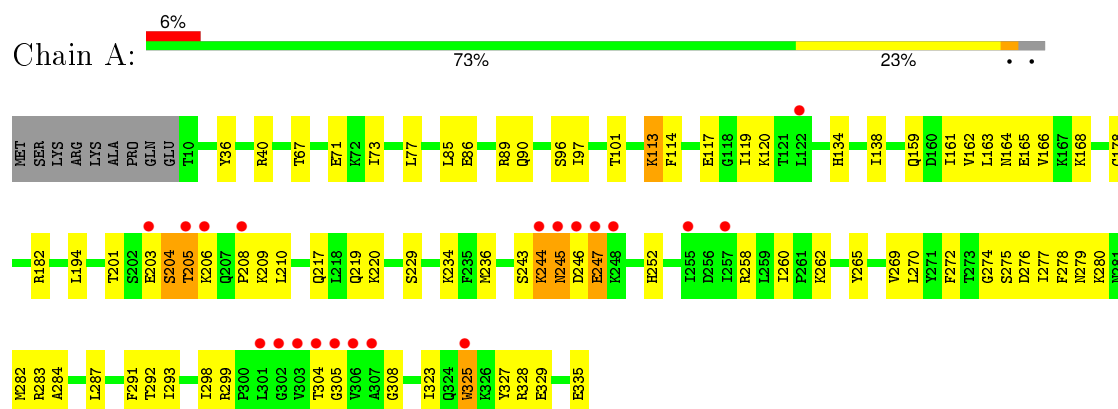 6%
Chain A:
73%
23%
MET SER LYS ARG LYS ALA PRO GLN GLU T10 Y36 R40 T67 E71 K72 I73 L77 L85 E86 R89 Q90 S96 I97 T101 K113 F114 E117 G118 I119 K120 T121 L122 H134 I138 Q159 D160 I161 V162 L163 N164 E165 V166 K167 K168
R182 L194 T201 S202 E203 S204 T205 K206 Q207 P208 K209 L210 Q217 L218 Q219 K220 S229 K234 F235 M236 S243 K244 N245 D246 E247 K248 H252 I255 D256 I257 R258 L259 I260 P261 K262 Y265 V269 L270 Y271 F272 T273 G274 S275 D276 I277 F278 N279 K280
M282 R283 A284 L287 F291 T292 I293 I298 R299 P300 L301 G302 V303 T304 G305 V306 A307 G308 I323 Q324 W325 K326 Y327 R328 E329 E335